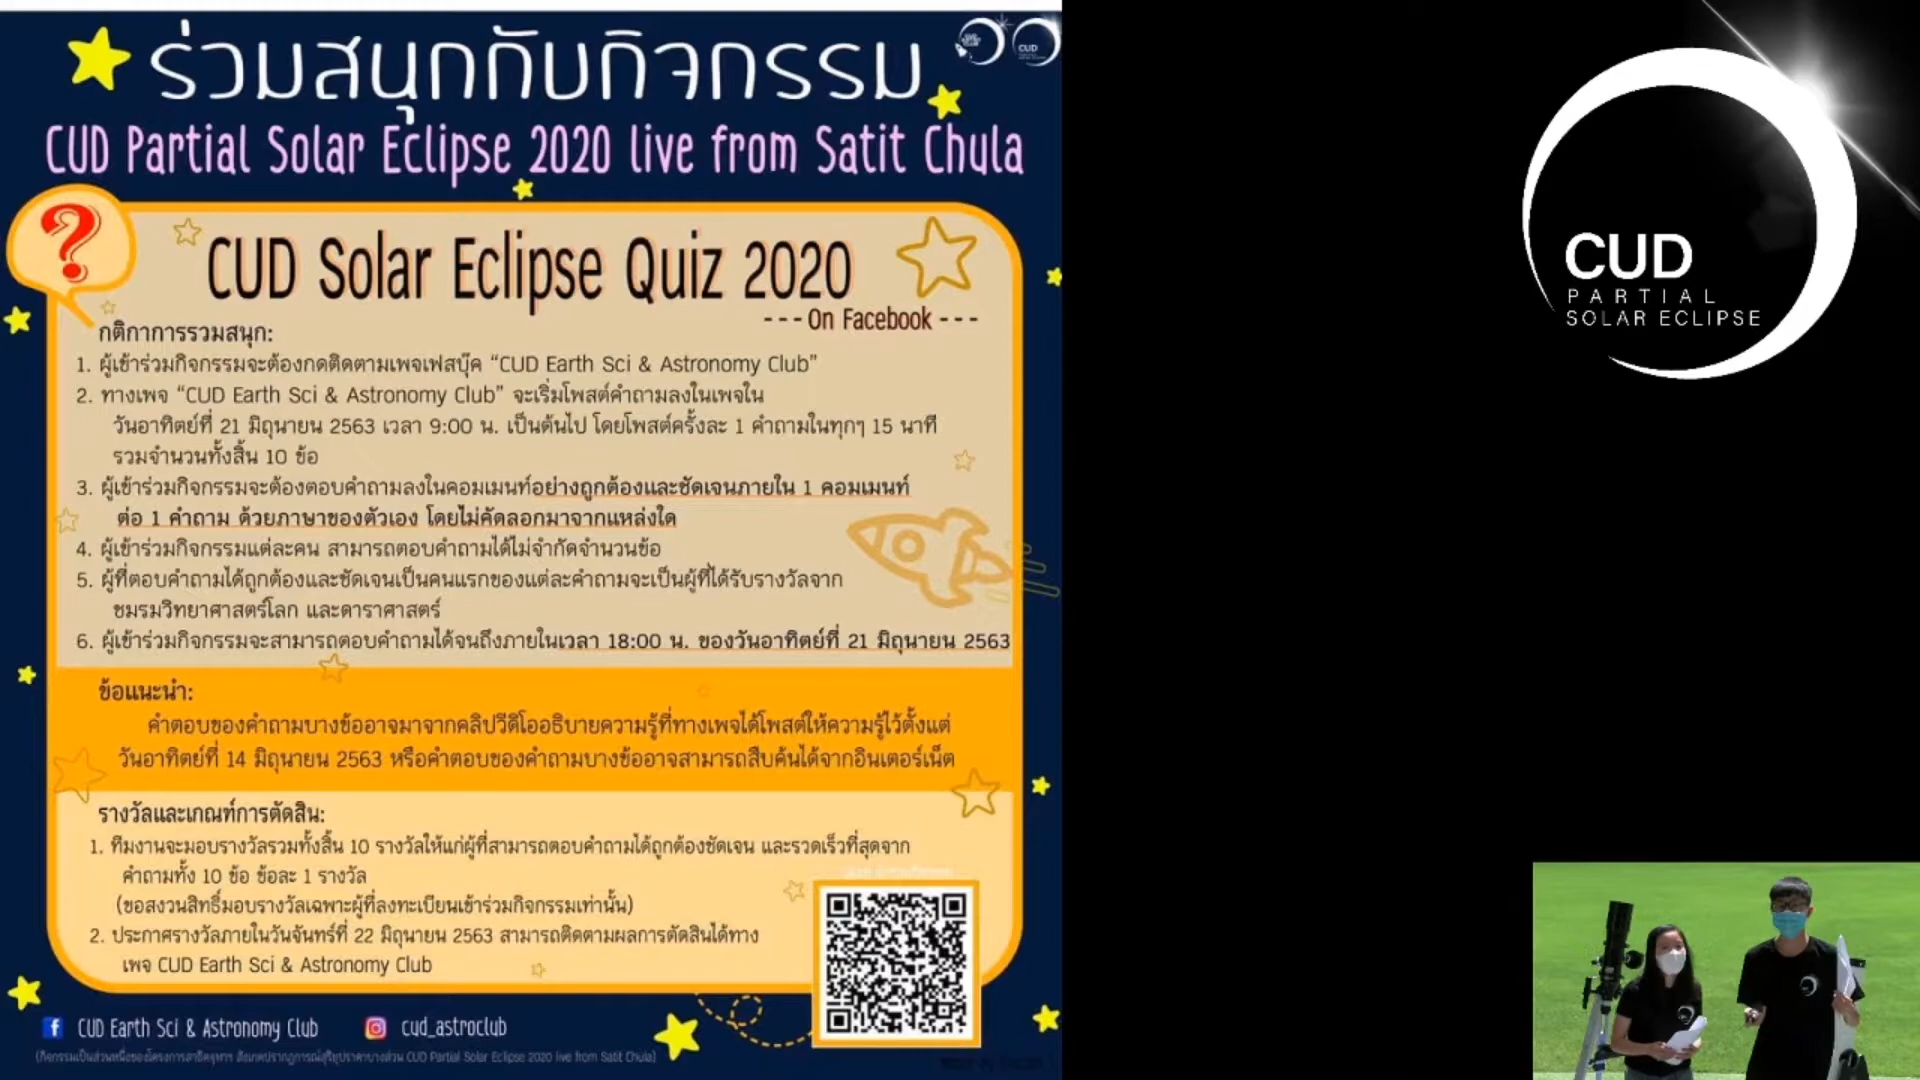 ร่วมสนุกกับกิจกรรม
CUD Partial Solar Eclipse 2020 live from Satit Chula
?
CUD Solar Eclipse Quiz 2020
--- On Facebook ---
กติกาการรวมสนุก:
1. ผู้เข้าร่วมกิจกรรมจะต้องกดติดตามเพจเฟสบุ๊ค “CUD Earth Sci & Astronomy Club”
2. ทางเพจ “CUD Earth Sci & Astronomy Club” จะเริ่มโพสต์คำถามลงในเพจใน
วันอาทิตย์ที่ 21 มิถุนายน 2563 เวลา 9:00 น. เป็นต้นไป โดยโพสต์ครั้งละ 1 คำถามในทุกๆ 15 นาที
รวมจำนวนทั้งสิ้น 10 ข้อ
3. ผู้เข้าร่วมกิจกรรมจะต้องตอบคำถามลงในคอมเมนท์อย่างถูกต้องและชัดเจนภายใน 1 คอมเมนท์
ต่อ 1 คำถาม ด้วยภาษาของตัวเอง โดยไม่คัดลอกมาจากแหล่งใด
4. ผู้เข้าร่วมกิจกรรมแต่ละคน สามารถตอบคำถามได้ไม่จำกัดจำนวนข้อ
5. ผู้ที่ตอบคำถามได้ถูกต้องและชัดเจนเป็นคนแรกของแต่ละคำถามจะเป็นผู้ที่ได้รับรางวัลจาก
ชมรมวิทยาศาสตร์โลก และดาราศาสตร์
6. ผู้เข้าร่วมกิจกรรมจะสามารถตอบคำถามได้จนถึงภายในเวลา 18:00 น. ของวันอาทิตย์ที่ 21 มิถุนายน 2563
ข้อแนะนำ:
คำตอบของคำถามบางข้ออาจมาจากคลิปวีดิโออธิบายความรู้ที่ทางเพจได้โพสต์ให้ความรู้ไว้ตั้งแต่
วันอาทิตย์ที่ 14 มิถุนายน 2563 หรือคำตอบของคำถามบางข้ออาจสามารถสืบค้นได้จากอินเตอร์เน็ต
รางวัลและเกณฑ์การตัดสิน:
1. ทีมงานจะมอบรางวัลรวมทั้งสิ้น 10 รางวัลให้แก่ผู้ที่สามารถตอบคำถามได้ถูกต้องชัดเจน และรวดเร็วที่สุดจาก
คำถามทั้ง 10 ข้อ ข้อละ 1 รางวัล
(ขอสงวนสิทธิ์มอบรางวัลเฉพาะผู้ที่ลงทะเบียนเข้าร่วมกิจกรรมเท่านั้น)
2. ประกาศรางวัลภายในวันจันทร์ที่ 22 มิถุนายน 2563 สามารถติดตามผลการตัดสินได้ทาง
เพจ CUD Earth Sci & Astronomy Club
CUD Earth Sci & Astronomy Club
cud_astroclub
CUD
PARTIAL
SOLAR ECLIPSE